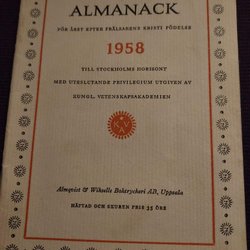 ALMANACK
FÖR ÅRET EFTER FRÄLSARENS KRISTI FÖDELSE
1958
TILL STOCKHOLMS HORISONT
MED UTESLUTANDE PRIVILEGIUM UTGIVEN AV
KUNGL. VETENSKAPSAKADEMIEN
Almqvist & Wiksells Boktryckeri AB, Uppsala
HÄFTAD OCH SKUREN PRIS 35 ÖRE